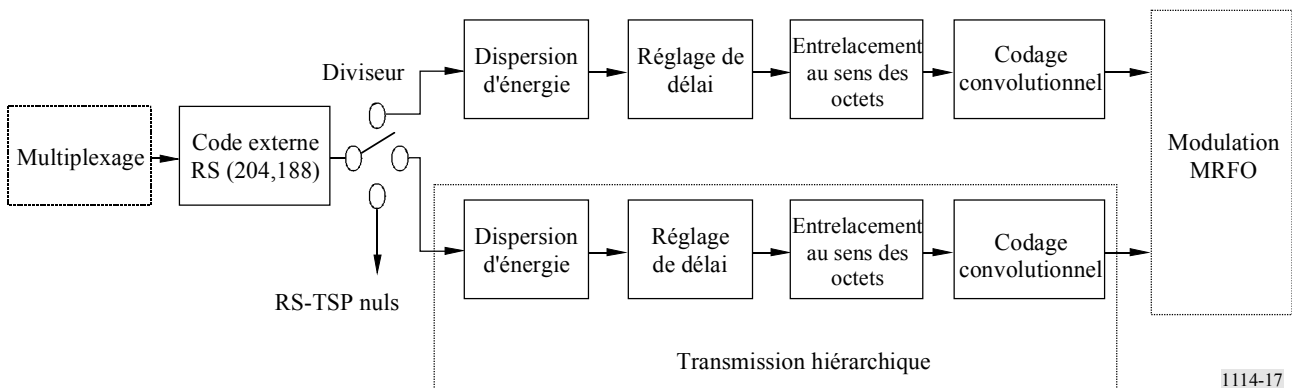 Diviseur
Dispersion
d'énergie
Réglage de
délai
Entrelacement
au sens des
octets
Codage
convolutionnel
Multiplexage
Code externe
RS (204,188)
Modulation
MRFO
Dispersion
d'énergie
Réglage
de délai
Entrelacement
au sens des
octets
Codage
convolutionnel
RS-TSP nuls
Transmission hiérarchique
1114-17